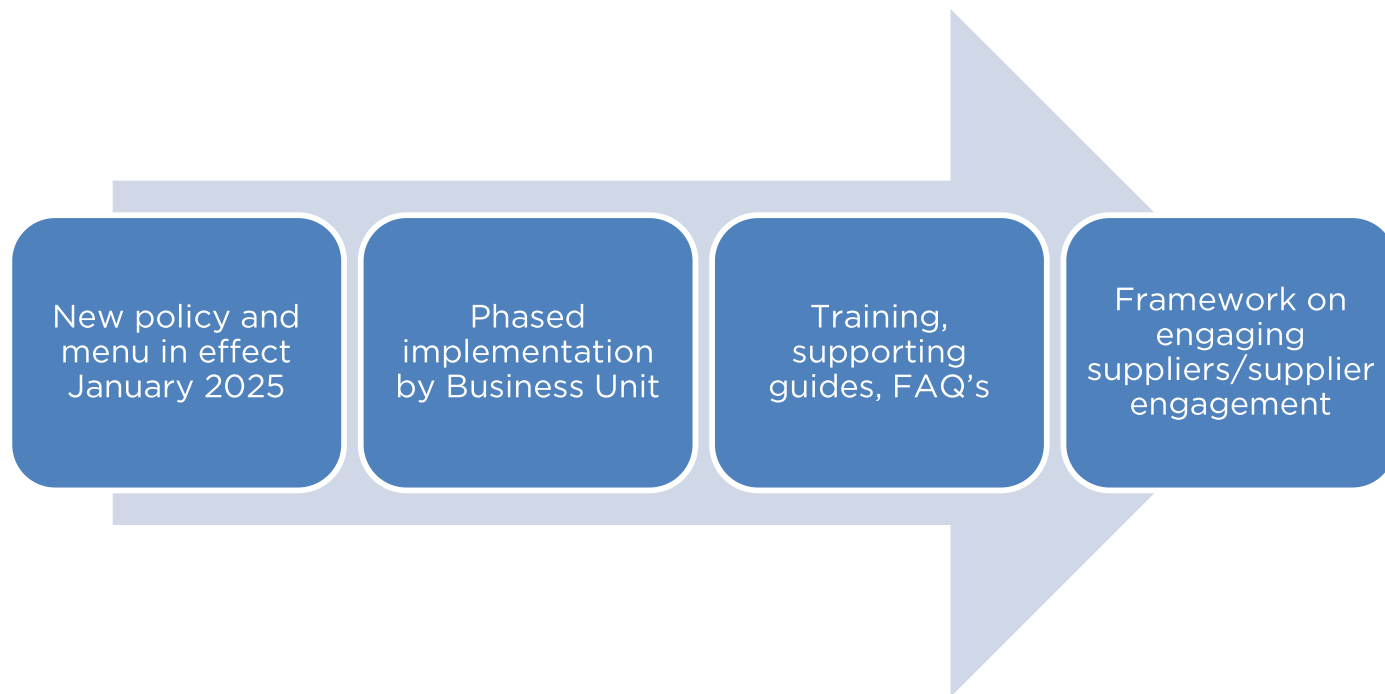 New policy and
menu in effect
January 2025
Phased
implementation
by Business Unit
Training,
supporting
guides, FAQ’s
Framework on
engaging
suppliers/supplier
engagement